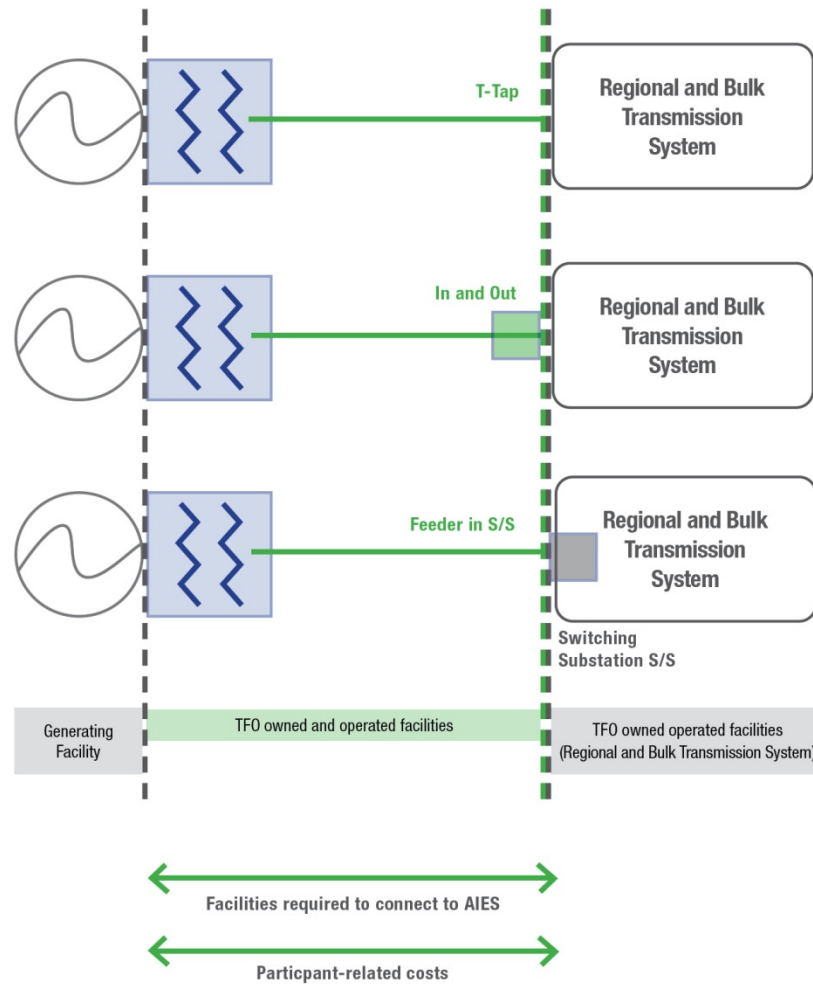 T-Tap
Regional and Bulk
Transmission
System
In and Out
Regional and Bulk
Transmission
System
Feeder in S/S
Regional and Bulk
Transmission
System
Switching
Substation S/S
Generating
Facility
TFO owned and operated facilities
TFO owned operated facilities
(Regional and Bulk Transmission System)
Facilities required to connect to AIES
Particpant-related costs